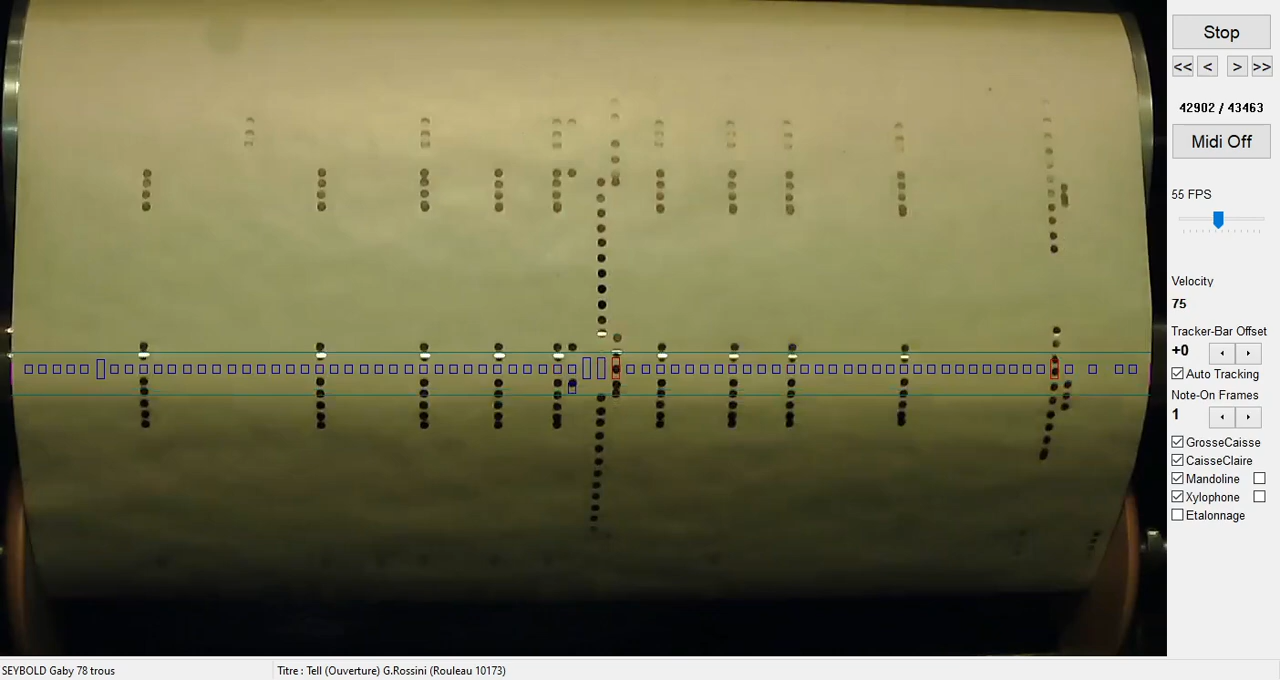 Stop
<< < > >>
42902 / 43463
Midi Off
55 FPS
Velocity
75
Tracker-Bar Offset
+0
Auto Tracking
Note-On Frames
1
GrosseCaisse
CaisseClaire
Mandoline
Xylophone
Etalonnage
SEYBOLD Gaby 78 trous
Titre : Tell (Ouverture) G.Rossini (Rouleau 10173)